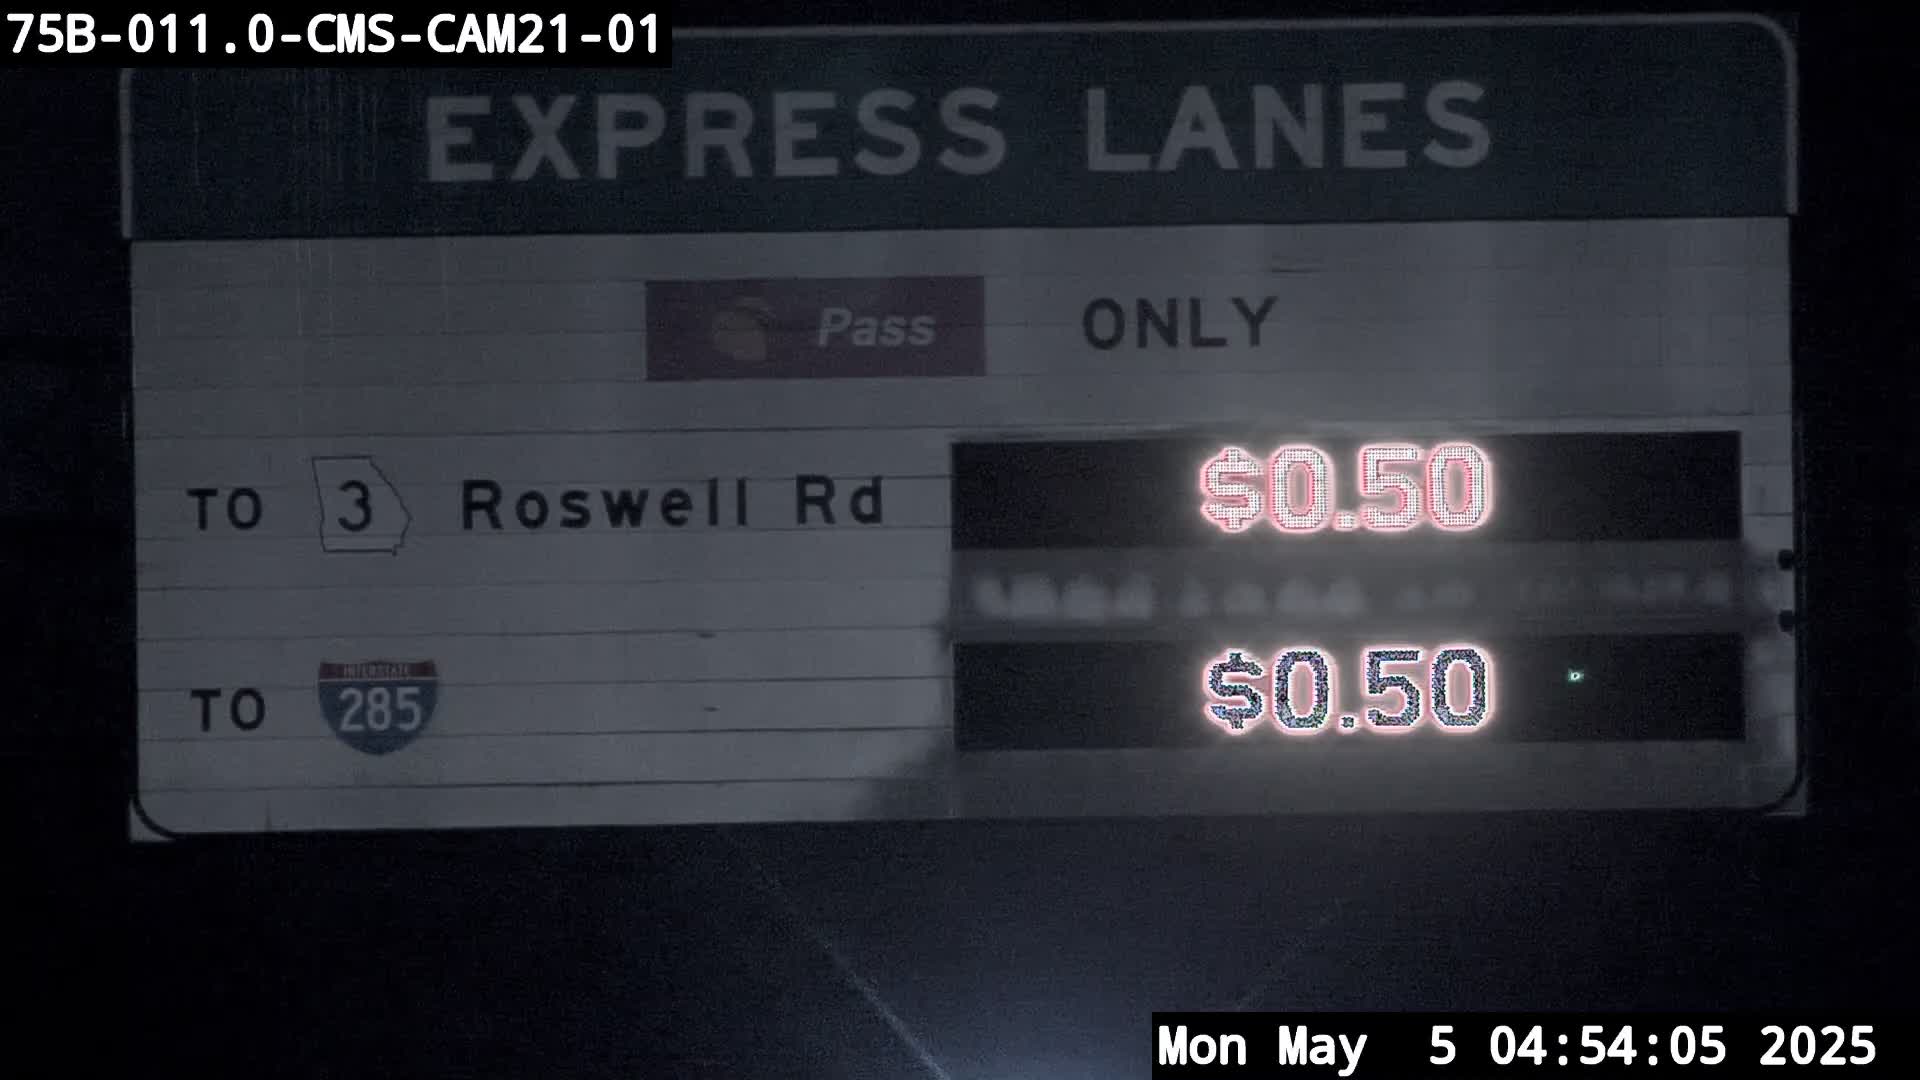 75B-011.0-CMS-CAM21-01
EXPRESS LANES
Pass ONLY
TO 3 Roswell Rd $0.50
INTERSTATE
TO 285 $0.50
Mon May 5 04:54:05 2025